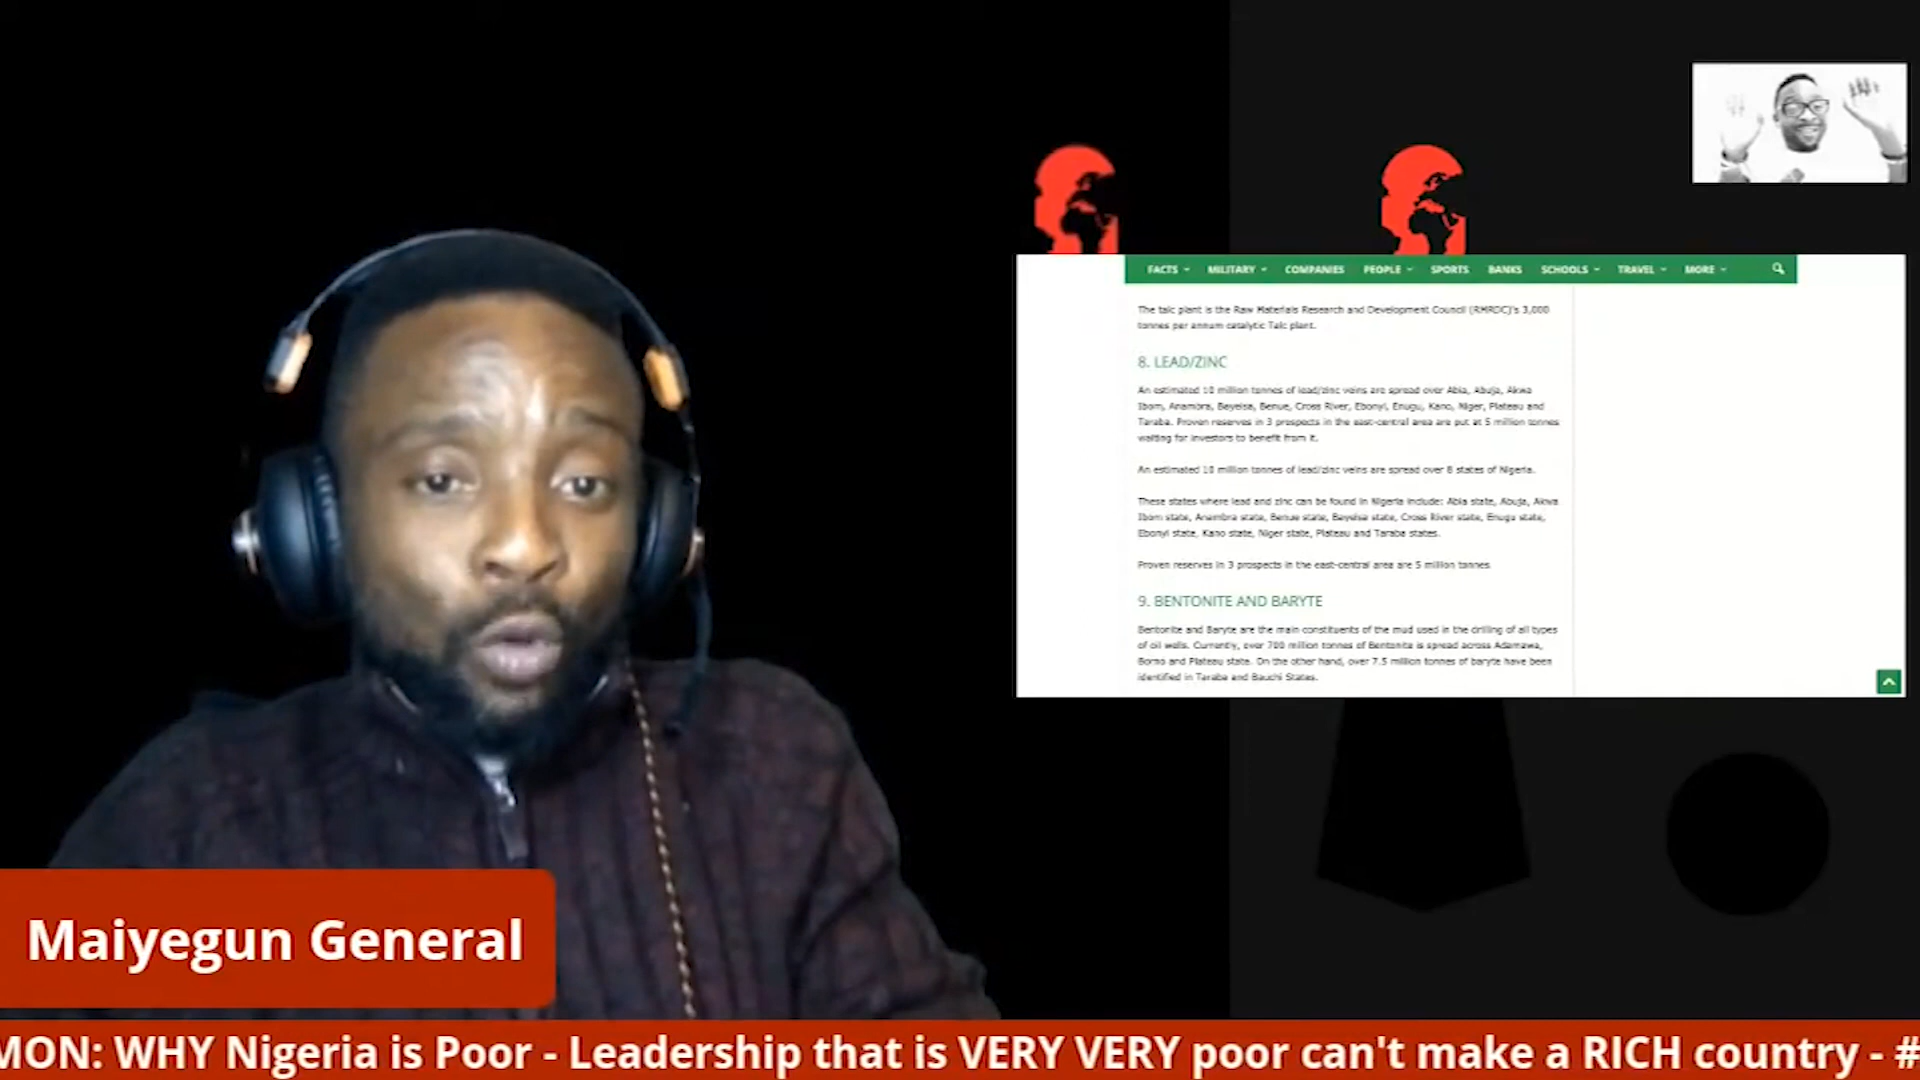 FACTS MILITARY COMPANIES PEOPLE SPORTS BANKS SCHOOLS TRAVEL MORE
The talc plant is the Raw Materials Research and Development Council (RMRDC)'s 3,000
tonnes per annum catalytic Talc plant.
8. LEAD/ZINC
An estimated 10 million tonnes of lead/zinc veins are spread over Abia, Abuja, Akwa
Ibom, Anambra, Bayelsa, Benue, Cross River, Ebonyi, Enugu, Kano, Niger, Plateau and
Taraba. Proven reserves in 3 prospects in the east-central area are put at 5 million tonnes
waiting for investors to benefit from it.
An estimated 10 million tonnes of lead/zinc veins are spread over 8 states of Nigeria.
These states where lead and zinc can be found in Nigeria include: Abia state, Abuja, Akwa
Ibom state, Anambra state, Benue state, Bayelsa state, Cross River state, Enugu state,
Ebonyi state, Kano state, Niger state, Plateau and Taraba states.
Proven reserves in 3 prospects in the east-central area are 5 million tonnes
9. BENTONITE AND BARYTE
Bentonite and Baryte are the main constituents of the mud used in the drilling of all types
of oil wells. Currently, over 700 million tonnes of Bentonite is spread across Adamawa,
Borno and Plateau state. On the other hand, over 7.5 million tonnes of baryte have been
identified in Taraba and Bauchi States.
Maiyegun General
MON: WHY Nigeria is Poor - Leadership that is VERY VERY poor can't make a RICH country - #